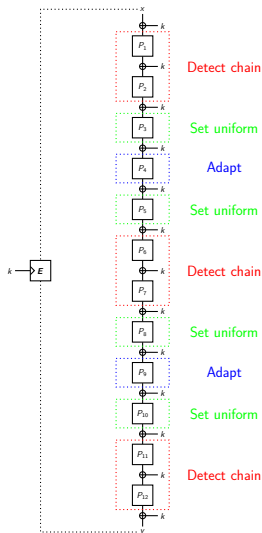 x
k
P1
k
P2
Detect chain
k
P3
Set uniform
k
P4
Adapt
k
P5
Set uniform
k
P6
k E
k
P7
Detect chain
k
P8
Set uniform
k
P9
Adapt
k
P10
Set uniform
k
P11
k
P12
Detect chain
k
y